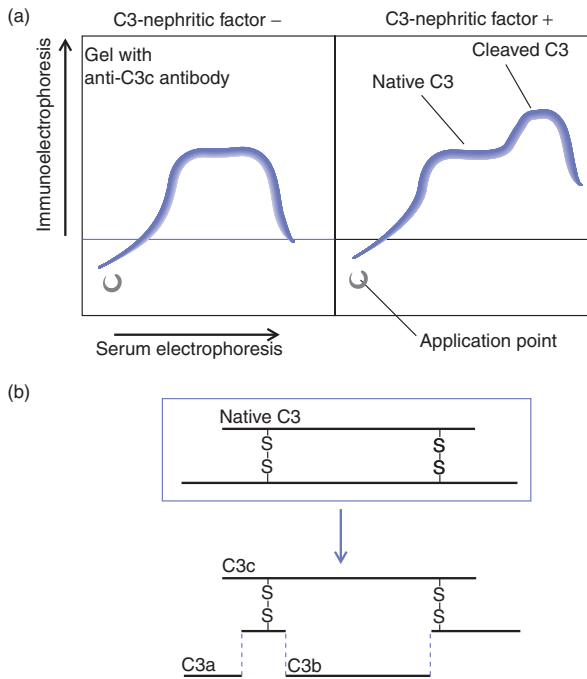 (a)
C3-nephritic factor –
C3-nephritic factor +
Gel with
anti-C3c antibody
Cleaved C3
Native C3
Immunoelectrophoresis
Application point
Serum electrophoresis
(b)
Native C3
S
S
S
S
C3c
S
S
S
S
C3a
C3b